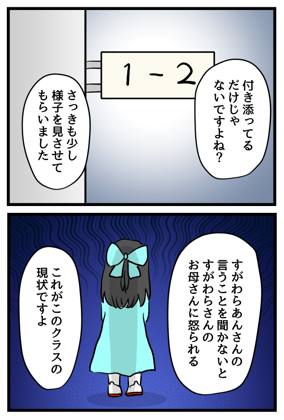 付き添ってる
だけじゃ
ないですよね?
1-2
さっきも少し
様子を見させて
もらいました
すがわらあんさんの
言うことを聞かないと
すがわらさんの
お母さんに怒られる
これがこのクラスの
現状ですよ